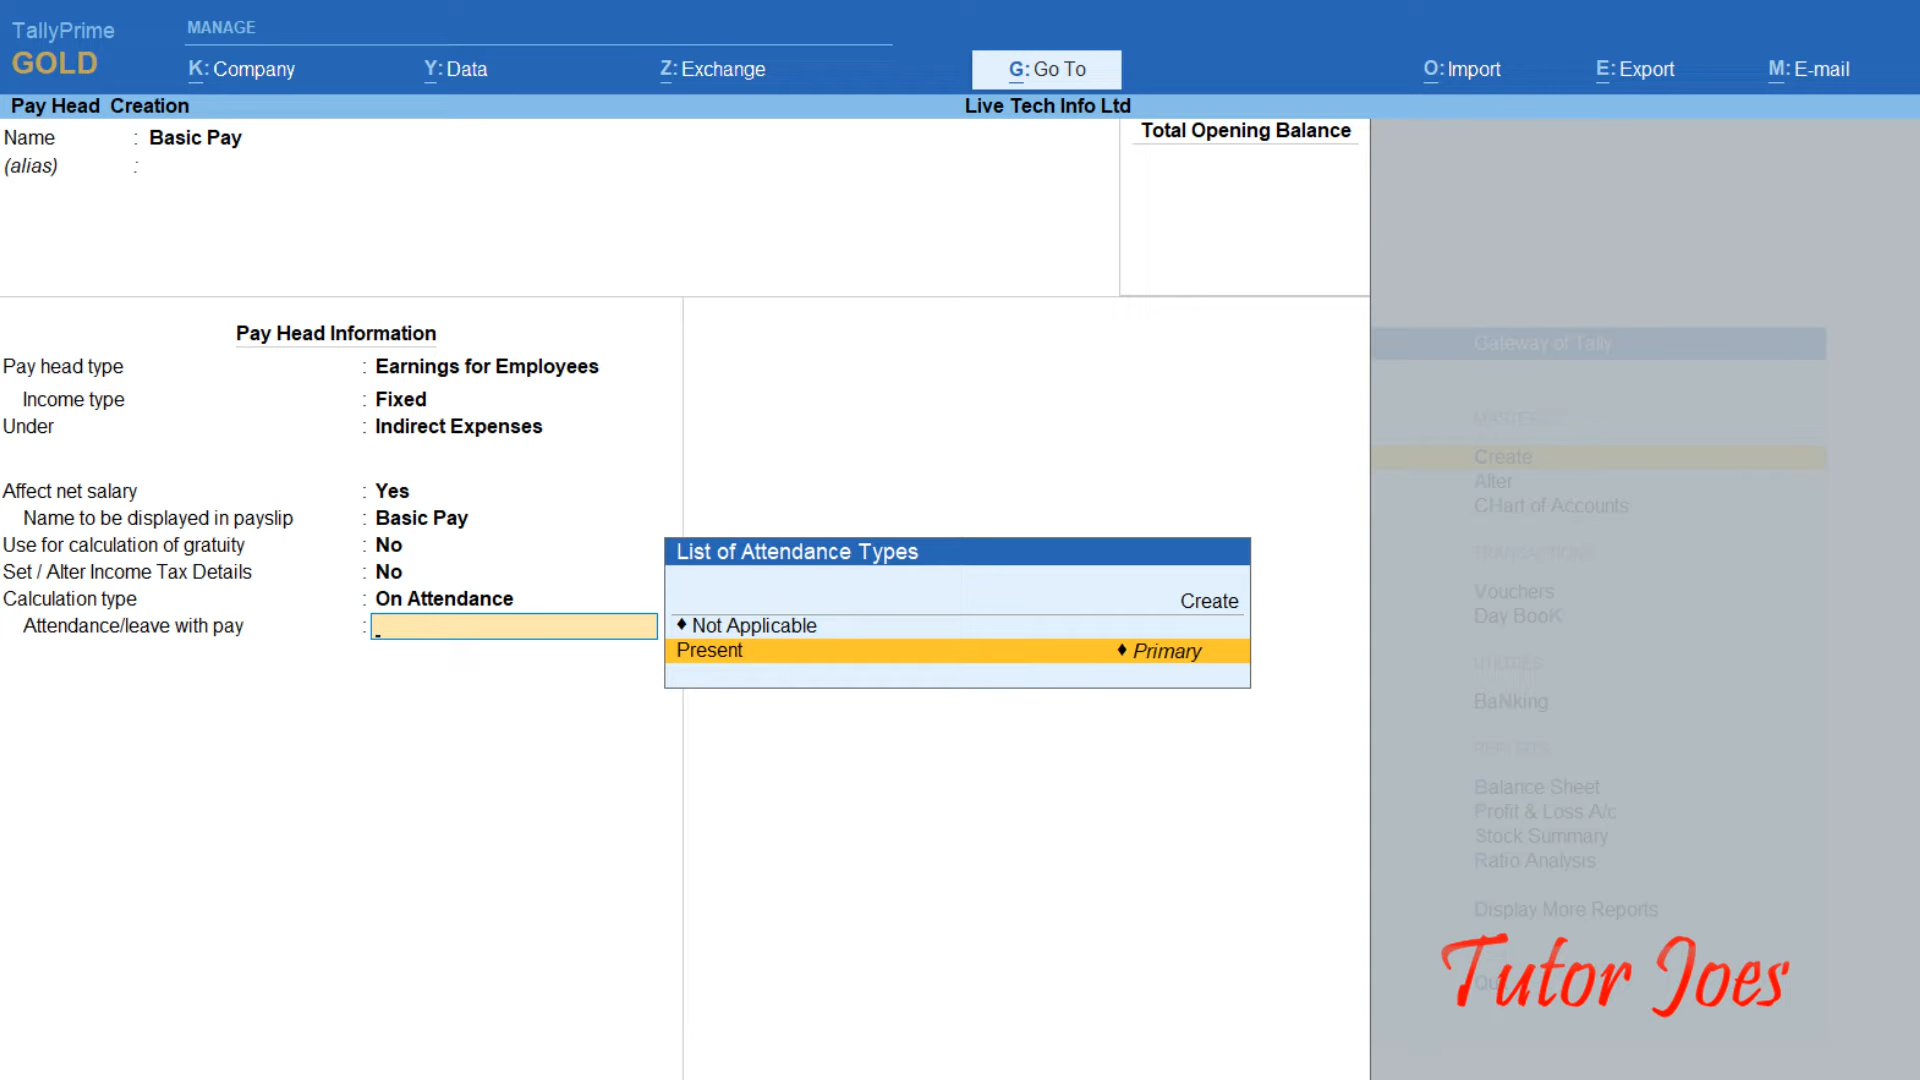 TallyPrime
GOLD
MANAGE
K: Company
Y: Data
Z: Exchange
G: Go To
O: Import
E: Export
M: E-mail
Pay Head Creation
Live Tech Info Ltd
Name : Basic Pay
(alias) :
Total Opening Balance
Pay Head Information
Pay head type : Earnings for Employees
Income type : Fixed
Under : Indirect Expenses
Affect net salary : Yes
Name to be displayed in payslip : Basic Pay
Use for calculation of gratuity : No
Set / Alter Income Tax Details : No
Calculation type : On Attendance
Attendance/leave with pay :
List of Attendance Types
Create
♦ Not Applicable
Present ♦ Primary
Gateway of Tally
MASTERS
Create
Alter
CHart of Accounts
TRANSACTIONS
Vouchers
Day BooK
UTILITIES
BaNking
REPORTS
Balance Sheet
Profit & Loss A/c
Stock Summary
Ratio Analysis
Display More Reports
Tutor Joes